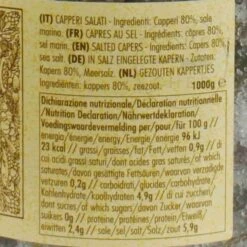 (IT) CAPPERI SALATI - Ingredienti: Capperi 80%, sale
marino. (FR) CAPRES AU SEL - Ingrédients: câpres 80%,
sel marin. (EN) SALTED CAPERS - Ingredients: capers 80%,
sea salt. (DE) IN SALZ EINGELEGTE KAPERN - Zutaten:
Kapern 80%, Meersalz. (NL) GEZOUTEN KAPPERTJES
Ingrediënten: kappers 80%, zeezout. 1000g
Dichiarazione nutrizionale/Déclaration nutritionnelle
/Nutrition Declaration/Nährwertdeklaration/
Voedingswaardevermelding per/pour/für 100 g
/energia/énergie/energy/Energie/energie 96 kJ
23 kcal /grassi/graisses/fat/Fett/vetten 0,9g/di
cui acidi grassi saturi/dont des acides gras saturés/of
which saturates/davon gesättigte Fettsäuren/ waarvan verzadigde
vetzuren 0,2g/carboidrati/glucides/ carbohydrate/
Kohlenhydrate/ koolhydraten 4,9g /di cui zuccheri/
dont des sucres/of which sugars/davon Zucker/ Waarvan
suikers 0g /proteine/ protéines/ protein/Eiweiß/
eiwitten 2,4g /sale/ sel/ salt/ Salz/ zout 5,9g